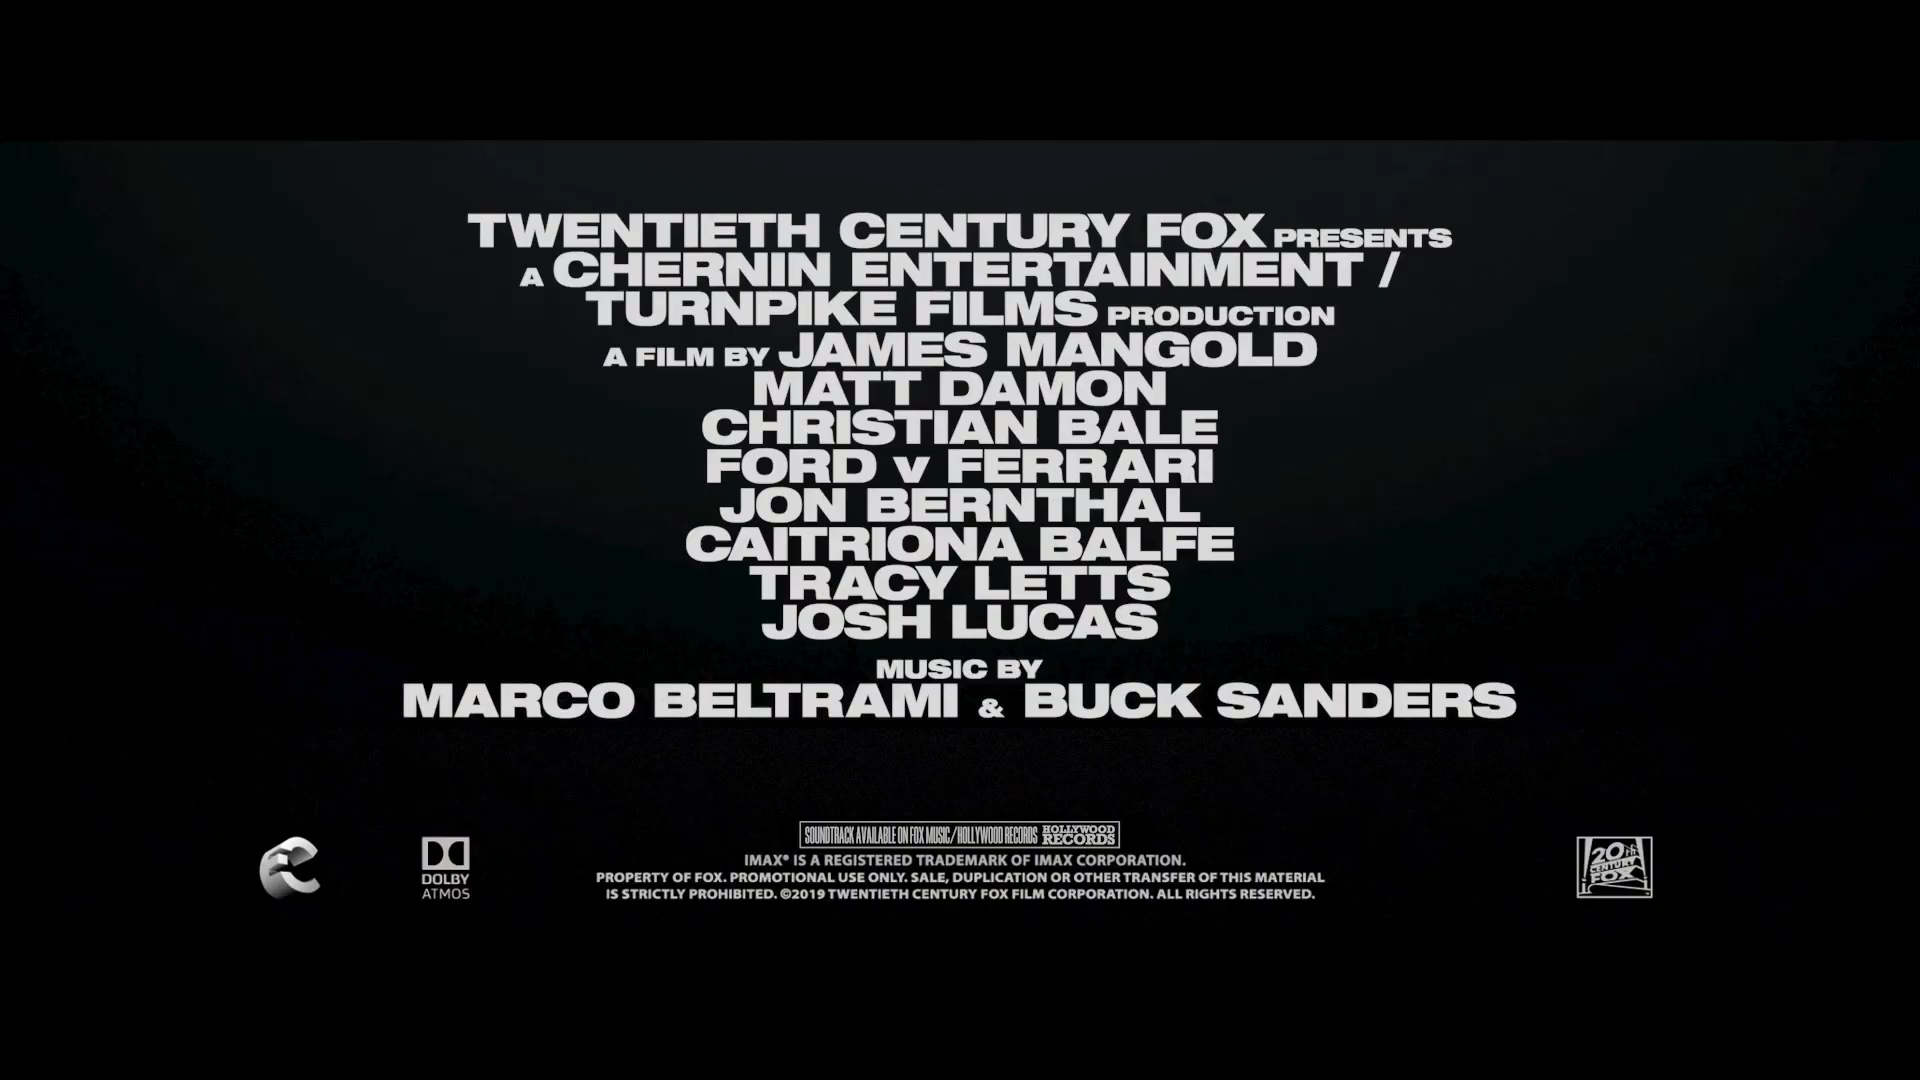 TWENTIETH CENTURY FOX PRESENTS
A CHERNIN ENTERTAINMENT /
TURNPIKE FILMS PRODUCTION
A FILM BY JAMES MANGOLD
MATT DAMON
CHRISTIAN BALE
FORD v FERRARI
JON BERNTHAL
CAITRIONA BALFE
TRACY LETTS
JOSH LUCAS
MUSIC BY
MARCO BELTRAMI & BUCK SANDERS
SOUNDTRACK AVAILABLE ON FOX MUSIC/HOLLYWOOD RECORDS HOLLYWOOD RECORDS
IMAX® IS A REGISTERED TRADEMARK OF IMAX CORPORATION.
PROPERTY OF FOX. PROMOTIONAL USE ONLY. SALE, DUPLICATION OR OTHER TRANSFER OF THIS MATERIAL
IS STRICTLY PROHIBITED. ©2019 TWENTIETH CENTURY FOX FILM CORPORATION. ALL RIGHTS RESERVED.
DOLBY
ATMOS
20th
CENTURY
FOX